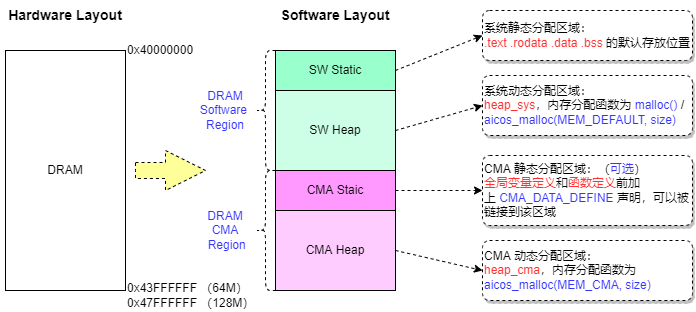 Hardware Layout
Software Layout
0x40000000
DRAM
0x43FFFFFF (64M)
0x47FFFFFF (128M)
DRAM
Software
Region
DRAM
CMA
Region
SW Static
SW Heap
CMA Staic
CMA Heap
系统静态分配区域：
.text .rodata .data .bss 的默认存放位置
系统动态分配区域：
heap_sys，内存分配函数为 malloc() /
aicos_malloc(MEM_DEFAULT, size)
CMA 静态分配区域：（可选）
全局变量定义和函数定义前加
上 CMA_DATA_DEFINE 声明，可以被
链接到该区域
CMA 动态分配区域：
heap_cma，内存分配函数为
aicos_malloc(MEM_CMA, size)